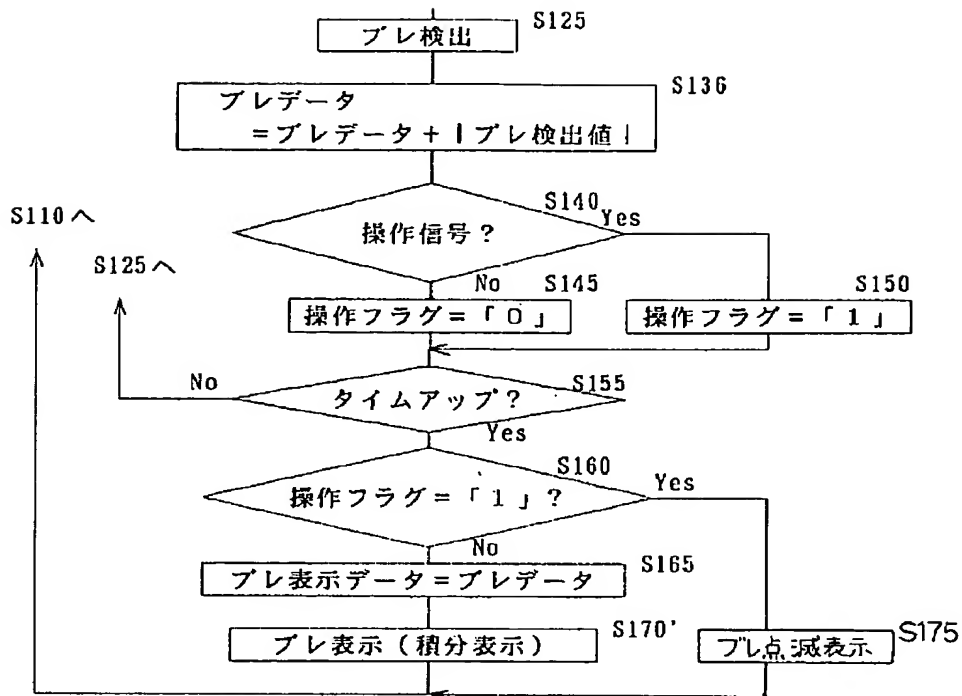 S125
ブレ検出
S136
ブレデータ
=ブレデータ+|ブレ検出値|
S140
操作信号?
Yes
S110へ
S125へ
No
S145
操作フラグ=「0」
S150
操作フラグ=「1」
S155
No
タイムアップ?
Yes
S160
操作フラグ=「1」?
Yes
No
S165
ブレ表示データ=ブレデータ
S170'
ブレ表示(積分表示)
S175
ブレ点滅表示